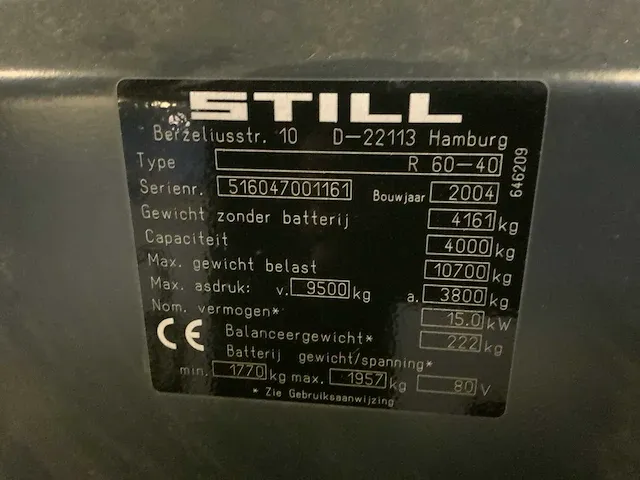 STILL
Berzeliusstr. 10 D-22113 Hamburg
Type R 60-40
Serienr. 516047001161 Bouwjaar 2004
Gewicht zonder batterij 4161 kg
Capaciteit 4000 kg
Max. gewicht belast 10700 kg
Max. asdruk: v. 9500 kg a. 3800 kg
Nom. vermogen* 15.0 kW
CE Balanceergewicht* 222 kg
Batterij gewicht/spanning*
min. 1770 kg max. 1957 kg 80 V
* Zie Gebruiksaanwijzing
646209